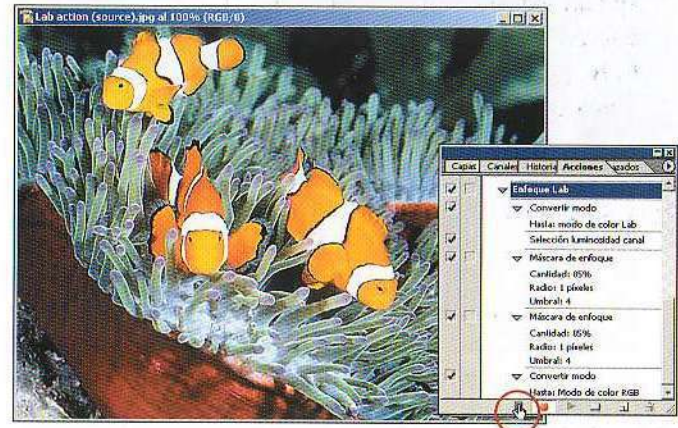 Lab action (source).jpg al 100% (RGB/8)
Capas Canales Historia Acciones azados
Enfoque Lab
Convertir modo
Hasta: modo de color Lab
Selección luminosidad canal
Máscara de enfoque
Cantidad: 85%
Radio: 1 píxeles
Umbral: 4
Máscara de enfoque
Cantidad: 85%
Radio: 1 píxeles
Umbral: 4
Convertir modo
Hasta: Modo de color RGB